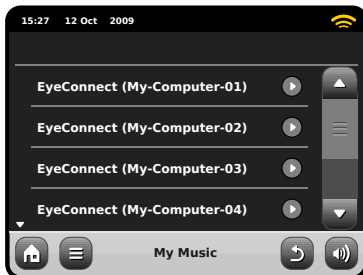 15:27 12 Oct 2009
EyeConnect (My-Computer-01)
EyeConnect (My-Computer-02)
EyeConnect (My-Computer-03)
EyeConnect (My-Computer-04)
My Music